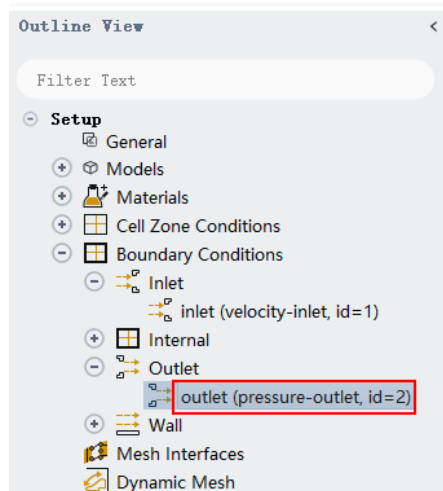 Outline View
<
Filter Text
Setup
General
Models
Materials
Cell Zone Conditions
Boundary Conditions
Inlet
inlet (velocity-inlet, id=1)
Internal
Outlet
outlet (pressure-outlet, id=2)
Wall
Mesh Interfaces
Dynamic Mesh